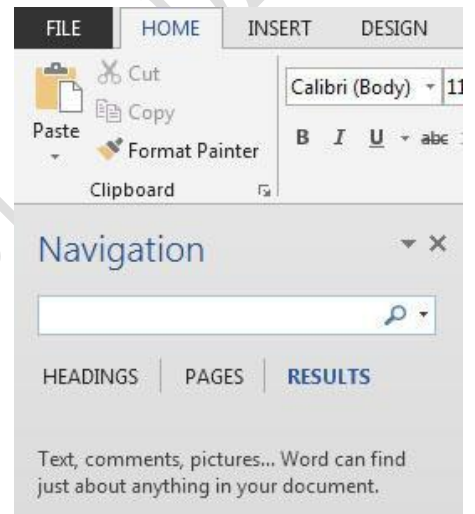 FILE HOME INSERT DESIGN
Cut
Calibri (Body) 11
Copy
Paste
B I U abc
Format Painter
Clipboard
Navigation
HEADINGS PAGES RESULTS
Text, comments, pictures... Word can find
just about anything in your document.